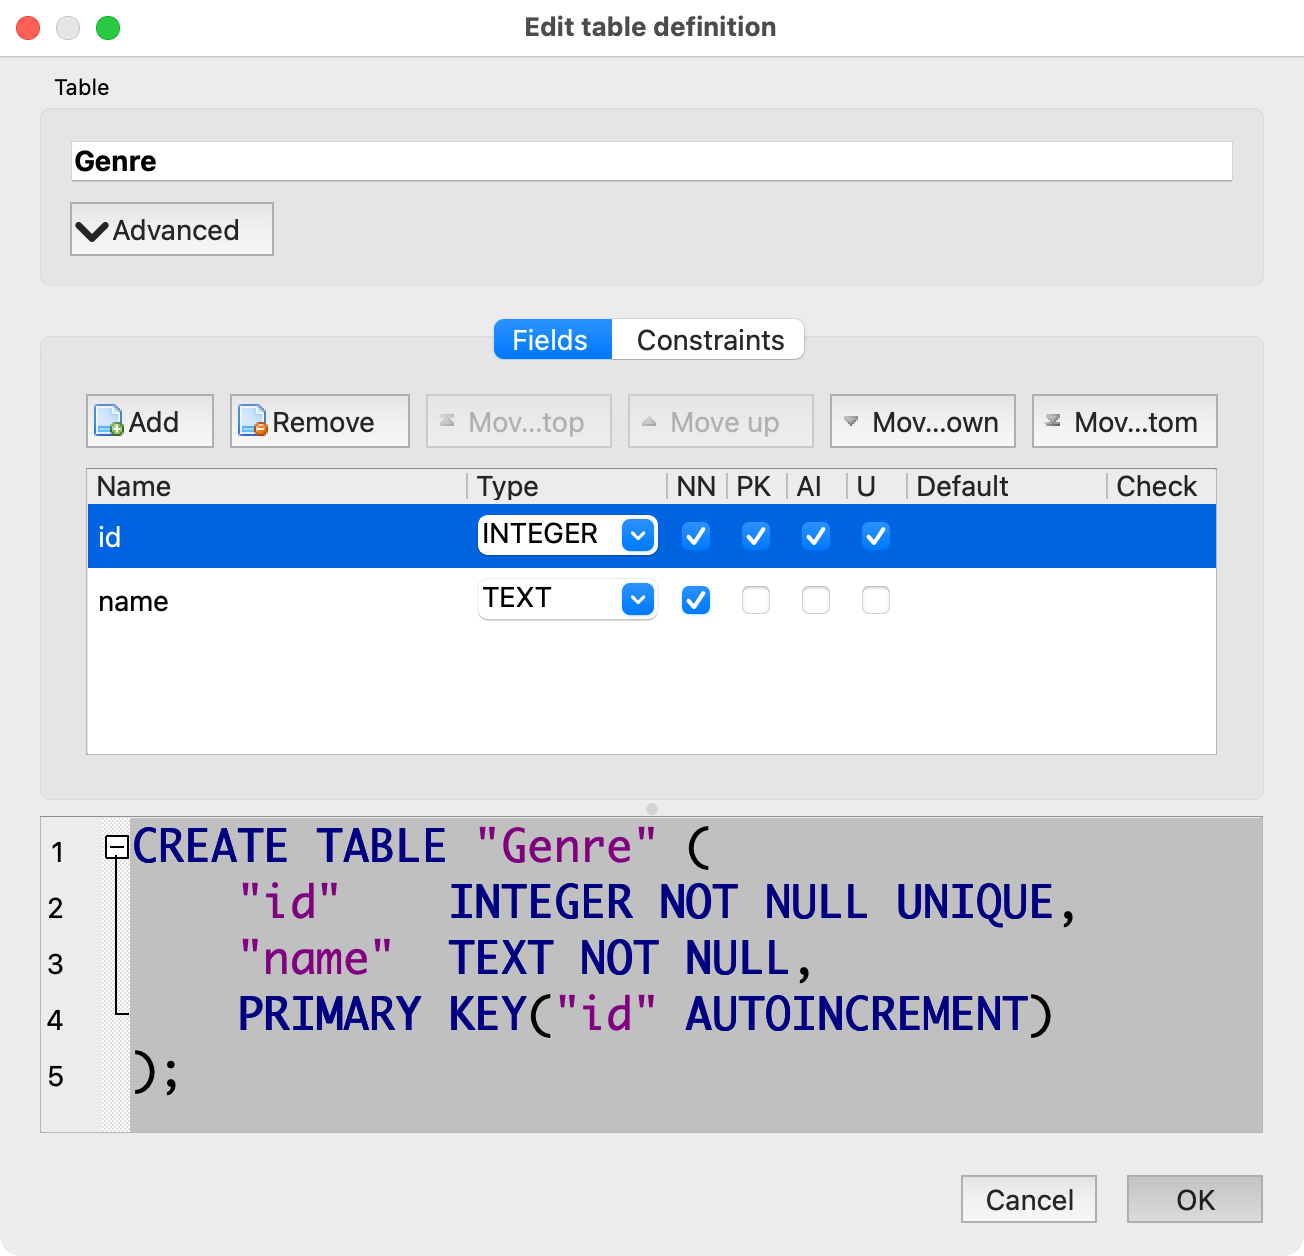 Edit table definition
Table
Genre
Advanced
Fields Constraints
Add Remove Mov...top Move up Mov...own Mov...tom
Name Type NN PK AI U Default Check
id INTEGER
name TEXT
1 CREATE TABLE "Genre" (
2 "id" INTEGER NOT NULL UNIQUE,
3 "name" TEXT NOT NULL,
4 PRIMARY KEY("id" AUTOINCREMENT)
5 );
Cancel OK